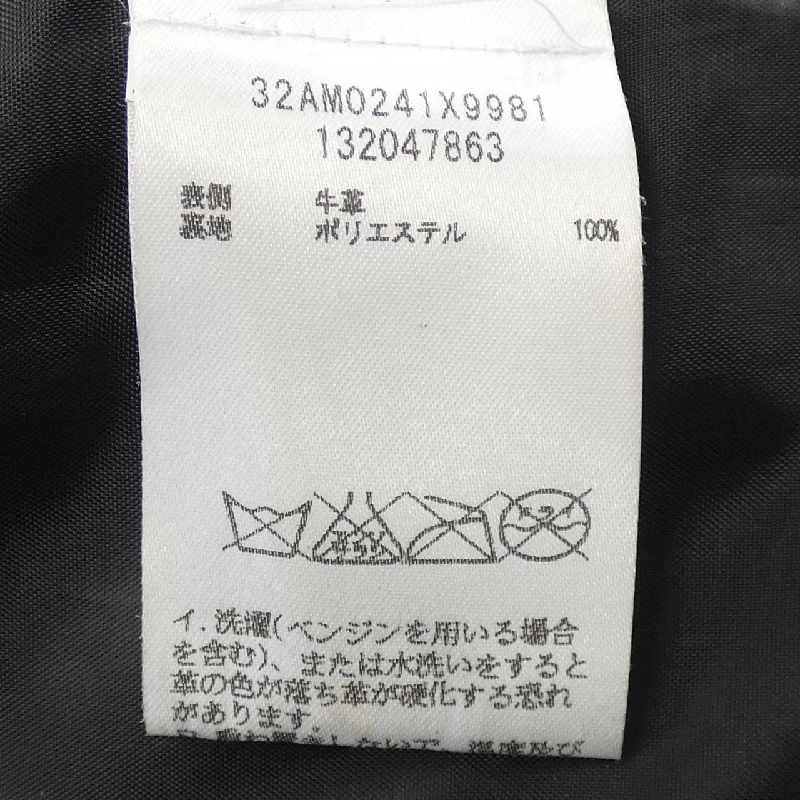 32AM0241X9981
132047863
表側 牛革
裏地 ポリエステル 100%
エンソ
イ.洗濯(ベンジンを用いる場合
を含む)、または水洗いをすると
革の色が落ち革が硬化する恐れ
があります。